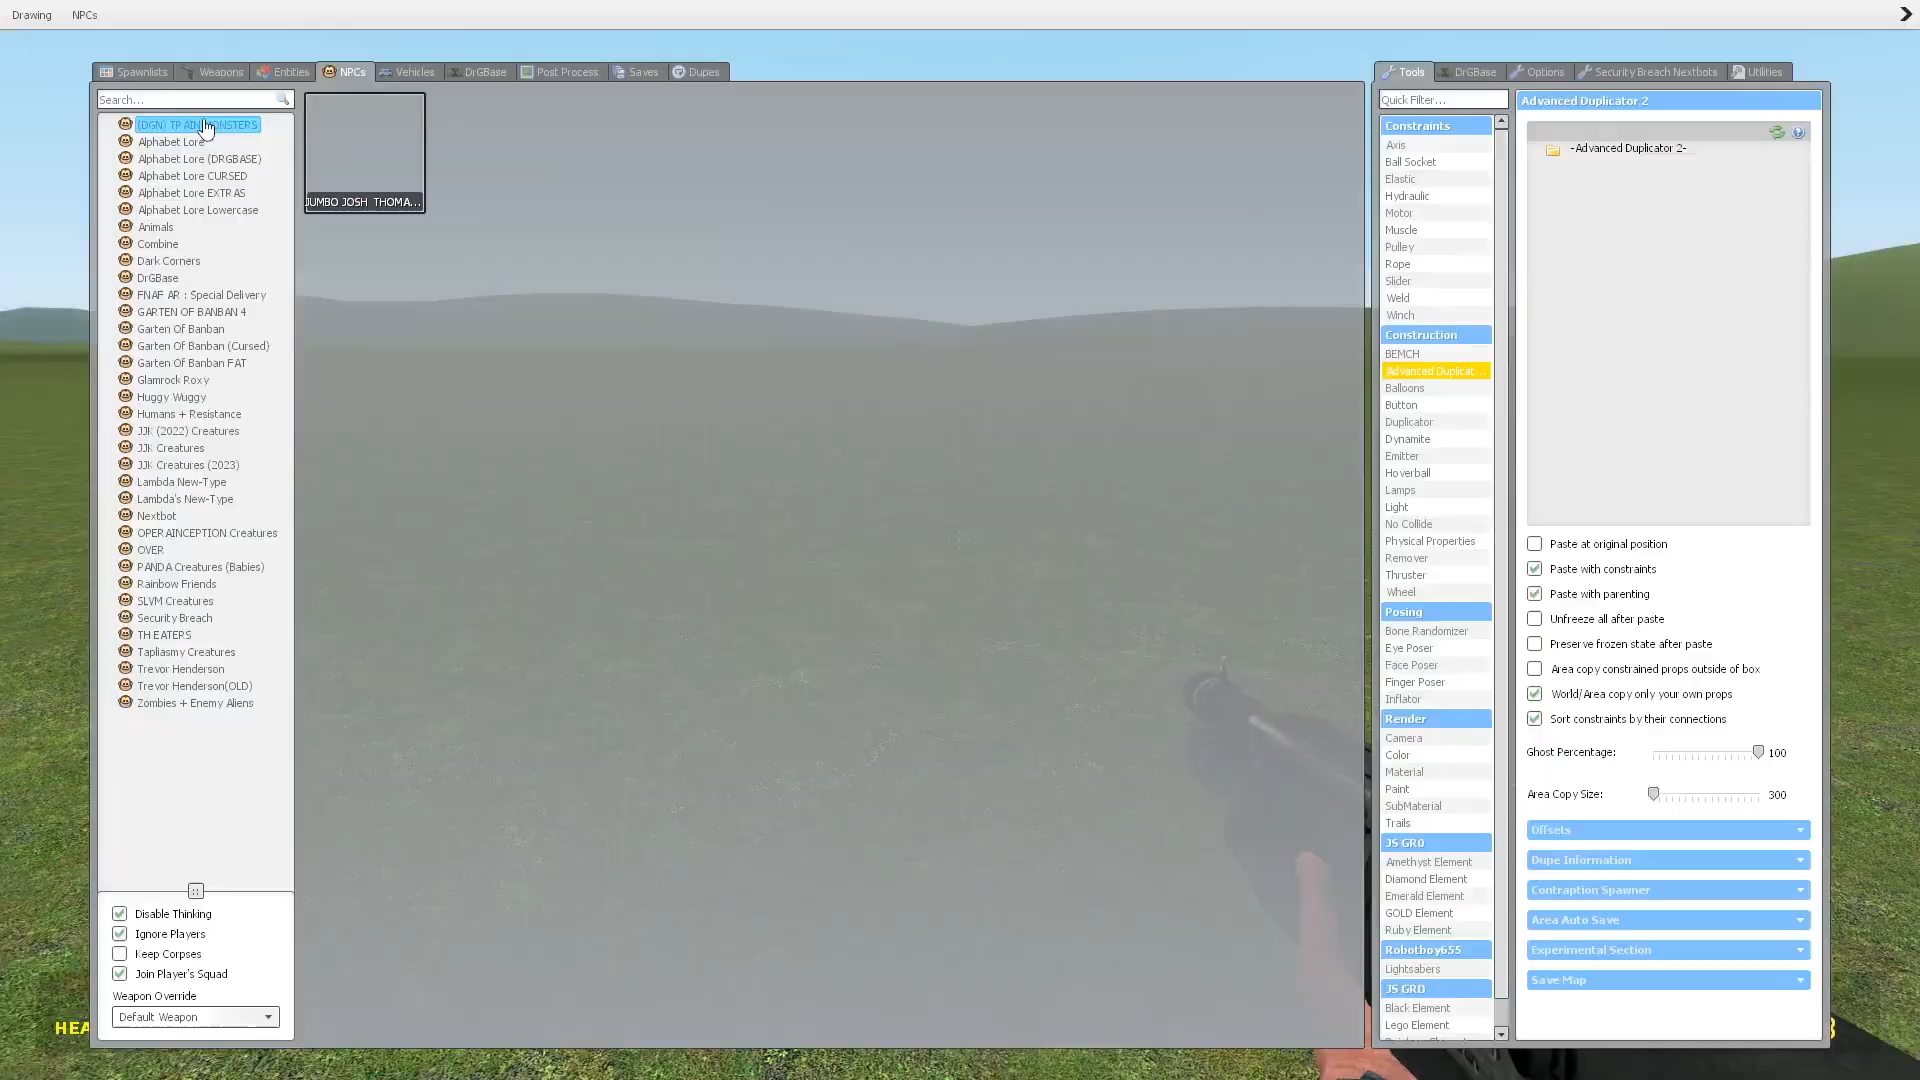 Drawing NPCs
Spawnlists Weapons Entities NPCs Vehicles DrGBase Post Process Saves Dupes
Search...
Alphabet Lore
Alphabet Lore (DRGBASE)
Alphabet Lore CURSED
Alphabet Lore EXTRAS
Alphabet Lore Lowercase
Animals
Combine
Dark Corners
DrGBase
FNAF AR : Special Delivery
GARTEN OF BANBAN 4
Garten Of Banban
Garten Of Banban (Cursed)
Garten Of Banban FAT
Glamrock Roxy
Huggy Wuggy
Humans + Resistance
JJK (2022) Creatures
JJK Creatures
JJK Creatures (2023)
Lambda New-Type
Lambda's New-Type
Nextbot
OPERAINCEPTION Creatures
OVER
PANDA Creatures (Babies)
Rainbow Friends
SLVM Creatures
Security Breach
TH EATERS
Tapliasmy Creatures
Trevor Henderson
Trevor Henderson(OLD)
Zombies + Enemy Aliens
Disable Thinking
Ignore Players
Keep Corpses
Join Player's Squad
Weapon Override
Default Weapon
JUMBO JOSH THOMA...
Tools DrGBase Options Security Breach Nextbots Utilities
Quick Filter...
Constraints
Axis
Ball Socket
Elastic
Hydraulic
Motor
Muscle
Pulley
Rope
Slider
Weld
Winch
Construction
BEMCH
Advanced Duplicat...
Balloons
Button
Duplicator
Dynamite
Emitter
Hoverball
Lamps
Light
No Collide
Physical Properties
Remover
Thruster
Wheel
Posing
Bone Randomizer
Eye Poser
Face Poser
Finger Poser
Inflator
Render
Camera
Color
Material
Paint
SubMaterial
Trails
JS GRO
Amethyst Element
Diamond Element
Emerald Element
GOLD Element
Ruby Element
Robotboy655
Lightsabers
JS GRO
Black Element
Lego Element
Advanced Duplicator 2
-Advanced Duplicator 2-
Paste at original position
Paste with constraints
Paste with parenting
Unfreeze all after paste
Preserve frozen state after paste
Area copy constrained props outside of box
World/Area copy only your own props
Sort constraints by their connections
Ghost Percentage: 100
Area Copy Size: 300
Offsets
Dupe Information
Contraption Spawner
Area Auto Save
Experimental Section
Save Map
HEA